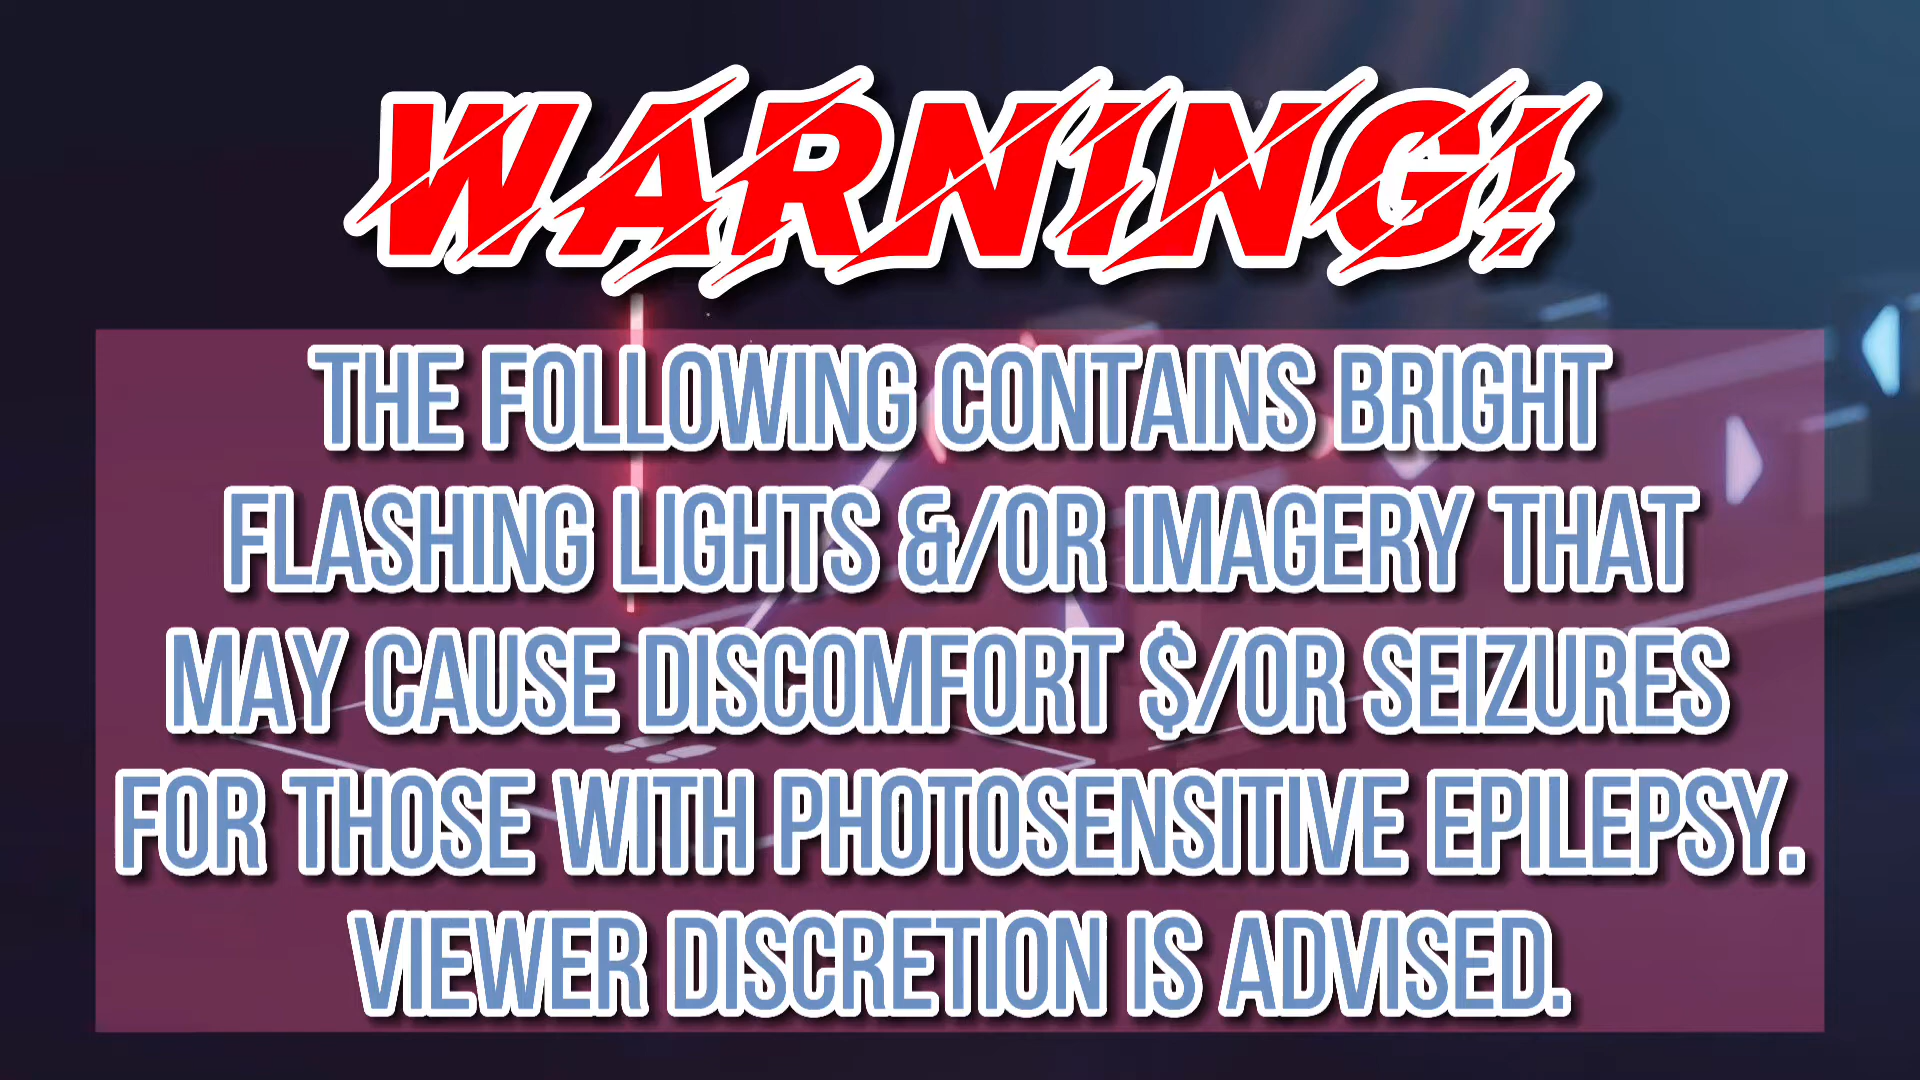 WARNING!
THE FOLLOWING CONTAINS BRIGHT
FLASHING LIGHTS &/OR IMAGERY THAT
MAY CAUSE DISCOMFORT $/OR SEIZURES
FOR THOSE WITH PHOTOSENSITIVE EPILEPSY.
VIEWER DISCRETION IS ADVISED.